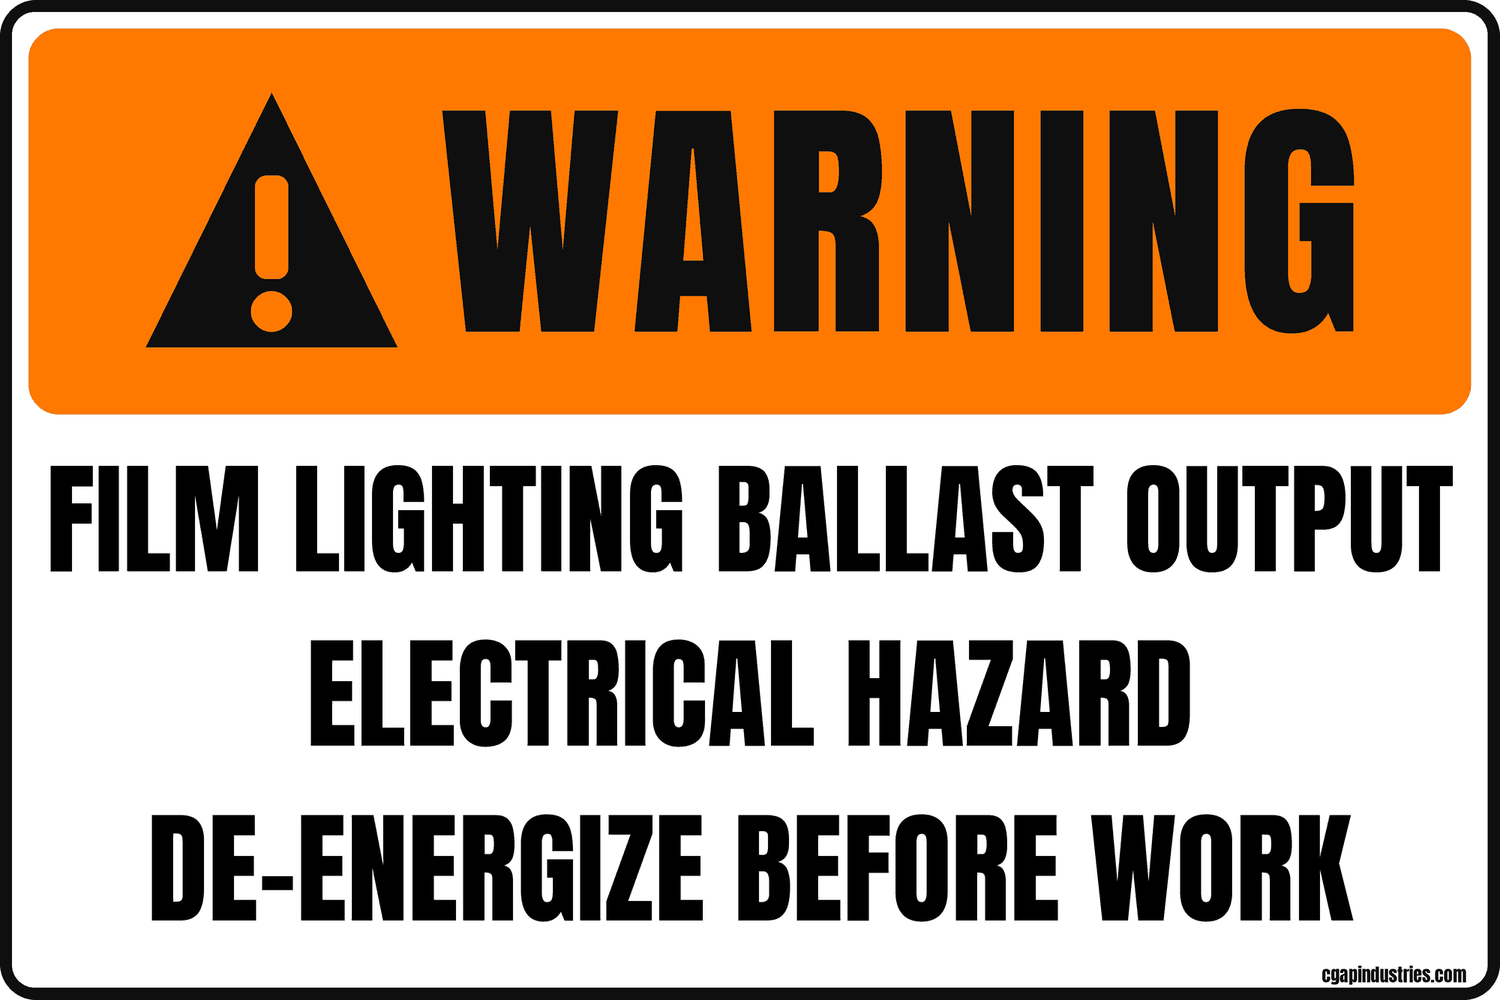 WARNING
FILM LIGHTING BALLAST OUTPUT
ELECTRICAL HAZARD
DE-ENERGIZE BEFORE WORK
cgapindustries.com